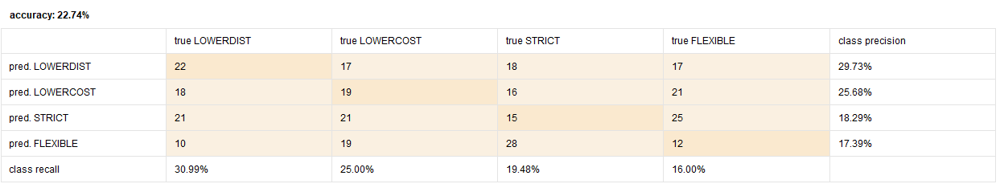 accuracy: 22.74%
true LOWERDIST true LOWERCOST true STRICT true FLEXIBLE class precision
pred. LOWERDIST 22 17 18 17 29.73%
pred. LOWERCOST 18 19 16 21 25.68%
pred. STRICT 21 21 15 25 18.29%
pred. FLEXIBLE 10 19 28 12 17.39%
class recall 30.99% 25.00% 19.48% 16.00%